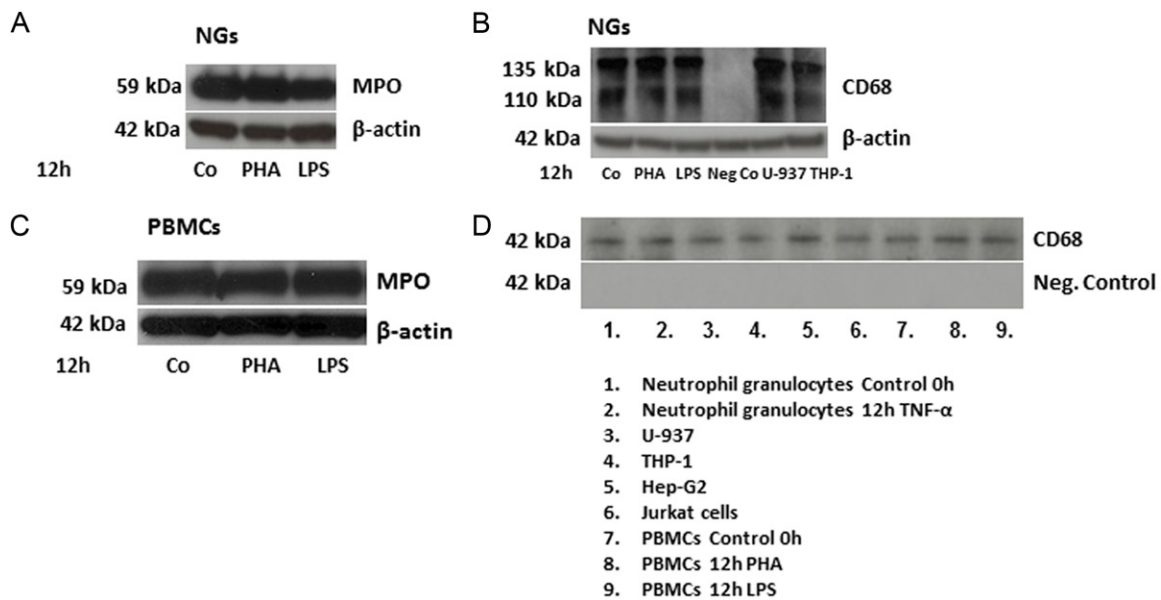 A
NGs
59 kDa MPO
42 kDa β-actin
12h Co PHA LPS
B
NGs
135 kDa
110 kDa
CD68
42 kDa β-actin
12h Co PHA LPS Neg Co U-937 THP-1
C
PBMCs
59 kDa MPO
42 kDa β-actin
12h Co PHA LPS
D
42 kDa CD68
42 kDa Neg. Control
1. 2. 3. 4. 5. 6. 7. 8. 9.
1. Neutrophil granulocytes Control 0h
2. Neutrophil granulocytes 12h TNF-α
3. U-937
4. THP-1
5. Hep-G2
6. Jurkat cells
7. PBMCs Control 0h
8. PBMCs 12h PHA
9. PBMCs 12h LPS